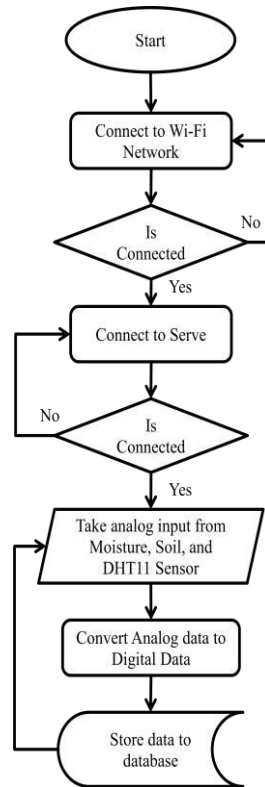 Start
Connect to Wi-Fi
Network
Is
Connected
No
Yes
Connect to Serve
No
Is
Connected
Yes
Take analog input from
Moisture, Soil, and
DHT11 Sensor
Convert Analog data to
Digital Data
Store data to
database